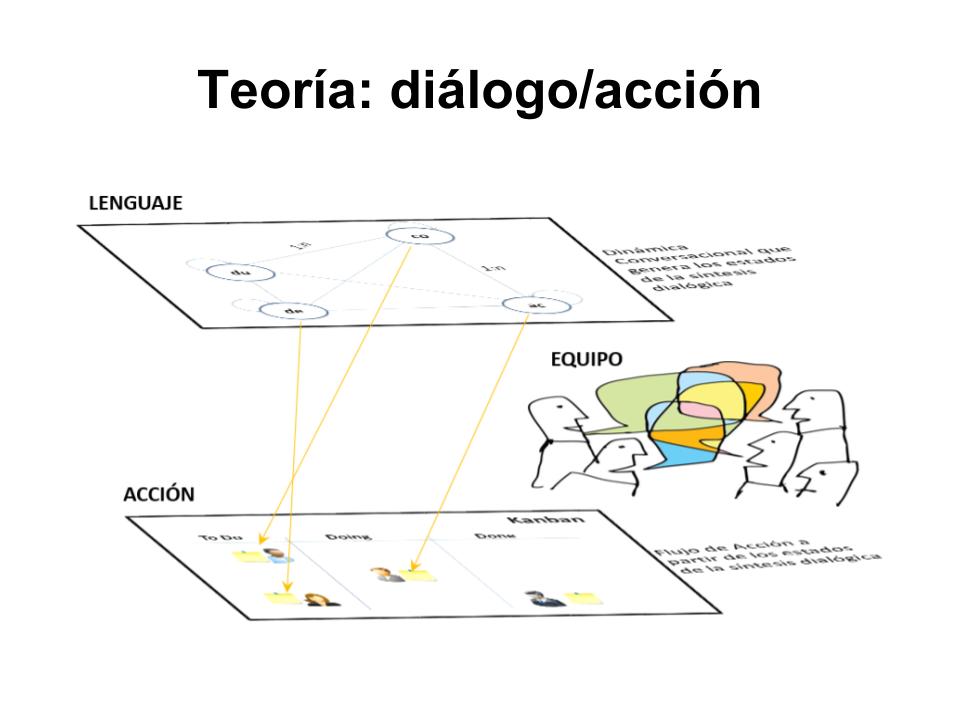 Teoría: diálogo/acción
LENGUAJE
co
1:n
du
1:n
de
ac
Dinámica
Conversacional que
genera los estados
de la síntesis
dialógica
EQUIPO
ACCIÓN
Kanban
To Do
Doing
Done
Flujo de Acción a
partir de los estados
de la síntesis dialógica